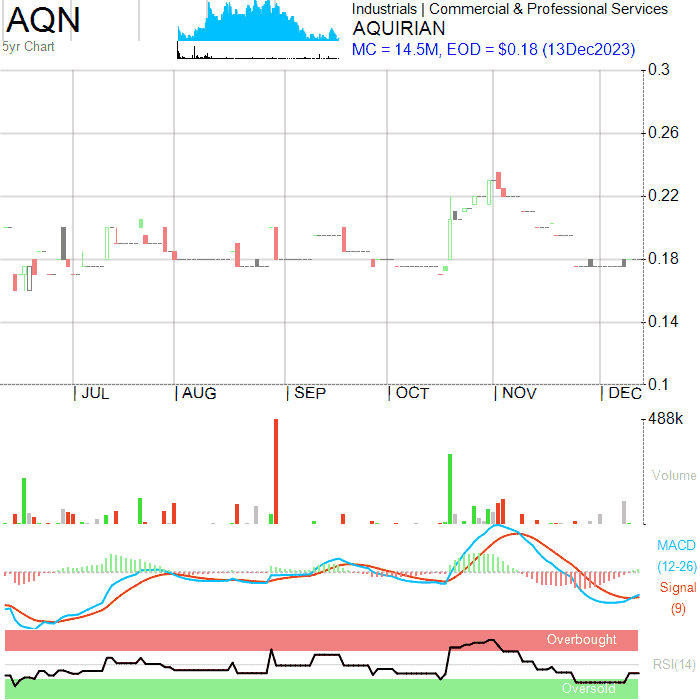 AQN
5yr Chart
Industrials | Commercial & Professional Services
AQUIRIAN
MC = 14.5M, EOD = $0.18 (13Dec2023)
0.3
0.26
0.22
0.18
0.14
0.1
| JUL | AUG | SEP | OCT | NOV | DEC
488k
Volume
MACD
(12-26)
Signal
(9)
Overbought
RSI(14)
Oversold